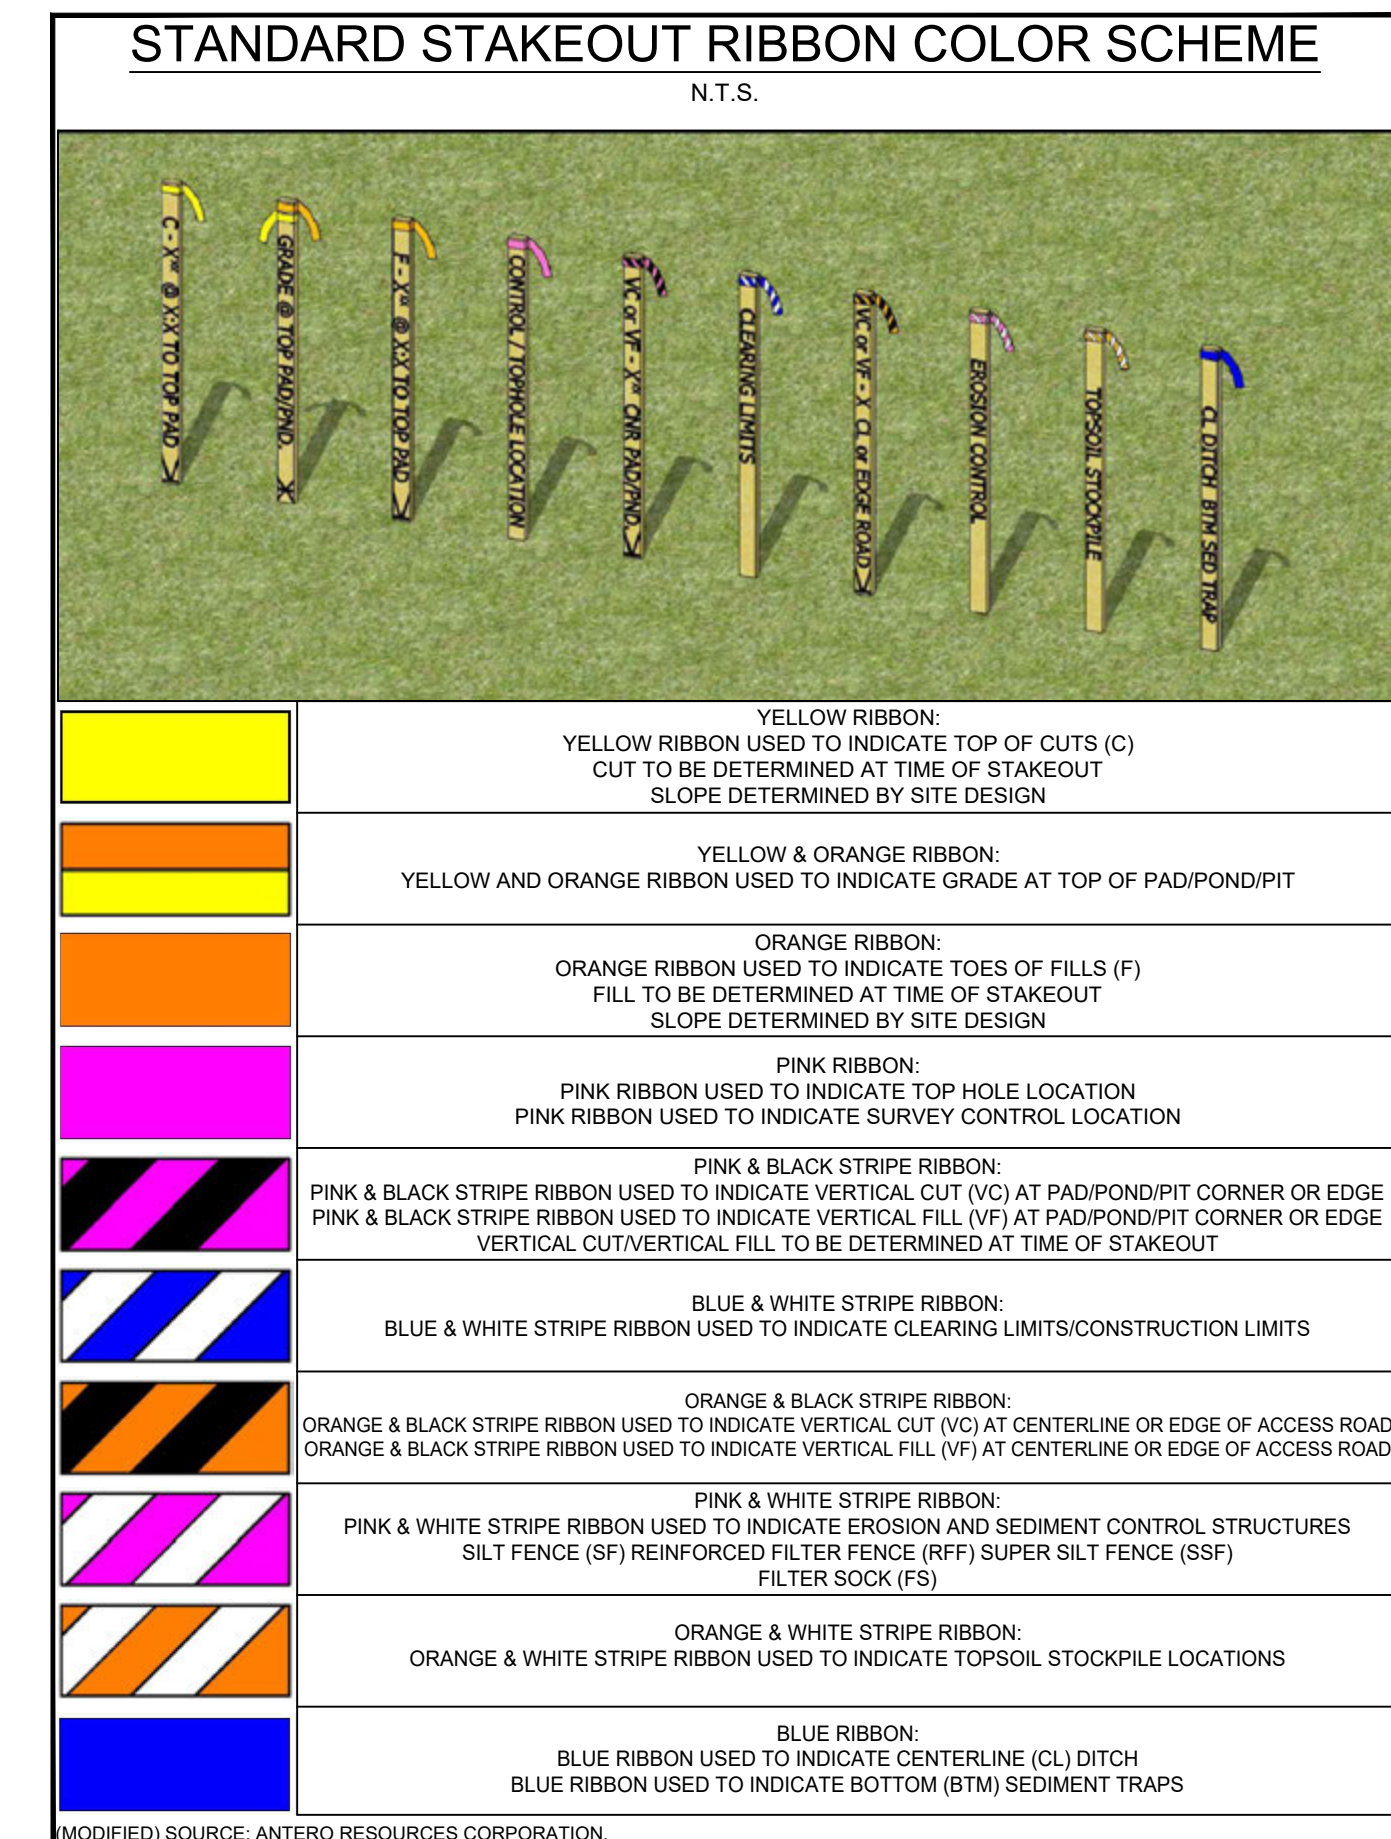 STANDARD STAKEOUT RIBBON COLOR SCHEME
N.T.S.
C - X.XX @ X:X TO TOP PAD
GRADE @ TOP PAD/PND.
F - X.XX @ X:X TO TOP PAD
CONTROL / TOPHOLE LOCATION
VC or VF - X.XX CNR PAD/PND.
CLEARING LIMITS
VC or VF - X CL or EDGE ROAD
EROSION CONTROL
TOPSOIL STOCKPILE
CL DITCH BTM SED TRAP
YELLOW RIBBON:
YELLOW RIBBON USED TO INDICATE TOP OF CUTS (C)
CUT TO BE DETERMINED AT TIME OF STAKEOUT
SLOPE DETERMINED BY SITE DESIGN
YELLOW & ORANGE RIBBON:
YELLOW AND ORANGE RIBBON USED TO INDICATE GRADE AT TOP OF PAD/POND/PIT
ORANGE RIBBON:
ORANGE RIBBON USED TO INDICATE TOES OF FILLS (F)
FILL TO BE DETERMINED AT TIME OF STAKEOUT
SLOPE DETERMINED BY SITE DESIGN
PINK RIBBON:
PINK RIBBON USED TO INDICATE TOP HOLE LOCATION
PINK RIBBON USED TO INDICATE SURVEY CONTROL LOCATION
PINK & BLACK STRIPE RIBBON:
PINK & BLACK STRIPE RIBBON USED TO INDICATE VERTICAL CUT (VC) AT PAD/POND/PIT CORNER OR EDGE
PINK & BLACK STRIPE RIBBON USED TO INDICATE VERTICAL FILL (VF) AT PAD/POND/PIT CORNER OR EDGE
VERTICAL CUT/VERTICAL FILL TO BE DETERMINED AT TIME OF STAKEOUT
BLUE & WHITE STRIPE RIBBON:
BLUE & WHITE STRIPE RIBBON USED TO INDICATE CLEARING LIMITS/CONSTRUCTION LIMITS
ORANGE & BLACK STRIPE RIBBON:
ORANGE & BLACK STRIPE RIBBON USED TO INDICATE VERTICAL CUT (VC) AT CENTERLINE OR EDGE OF ACCESS ROAD
ORANGE & BLACK STRIPE RIBBON USED TO INDICATE VERTICAL FILL (VF) AT CENTERLINE OR EDGE OF ACCESS ROAD
PINK & WHITE STRIPE RIBBON:
PINK & WHITE STRIPE RIBBON USED TO INDICATE EROSION AND SEDIMENT CONTROL STRUCTURES
SILT FENCE (SF) REINFORCED FILTER FENCE (RFF) SUPER SILT FENCE (SSF)
FILTER SOCK (FS)
ORANGE & WHITE STRIPE RIBBON:
ORANGE & WHITE STRIPE RIBBON USED TO INDICATE TOPSOIL STOCKPILE LOCATIONS
BLUE RIBBON:
BLUE RIBBON USED TO INDICATE CENTERLINE (CL) DITCH
BLUE RIBBON USED TO INDICATE BOTTOM (BTM) SEDIMENT TRAPS
(MODIFIED) SOURCE: ANTERO RESOURCES CORPORATION.